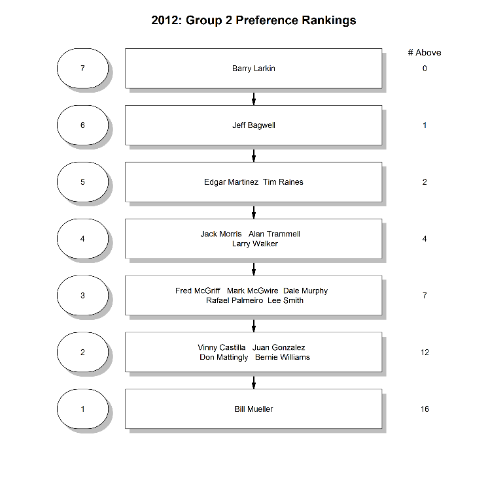 2012: Group 2 Preference Rankings
# Above
7 Barry Larkin 0
6 Jeff Bagwell 1
5 Edgar Martinez Tim Raines 2
4 Jack Morris Alan Trammell 4
Larry Walker
3 Fred McGriff Mark McGwire Dale Murphy 7
Rafael Palmeiro Lee Smith
2 Vinny Castilla Juan Gonzalez 12
Don Mattingly Bernie Williams
1 Bill Mueller 16